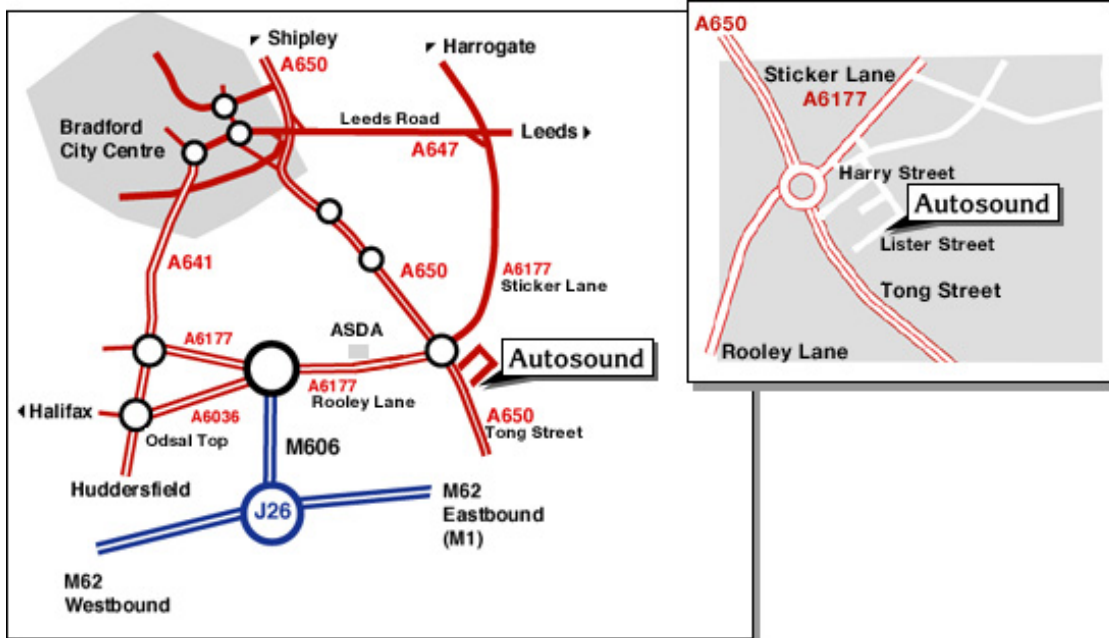 Shipley
A650
Harrogate
Bradford
City Centre
Leeds Road
Leeds
A647
A641
A650
A6177
Sticker Lane
A6177
ASDA
Autosound
A6177
Rooley Lane
Halifax
A6036
Odsal Top
A650
Tong Street
M606
Huddersfield
J26
M62
Eastbound
(M1)
M62
Westbound
A650
Sticker Lane
A6177
Harry Street
Autosound
Lister Street
Tong Street
Rooley Lane